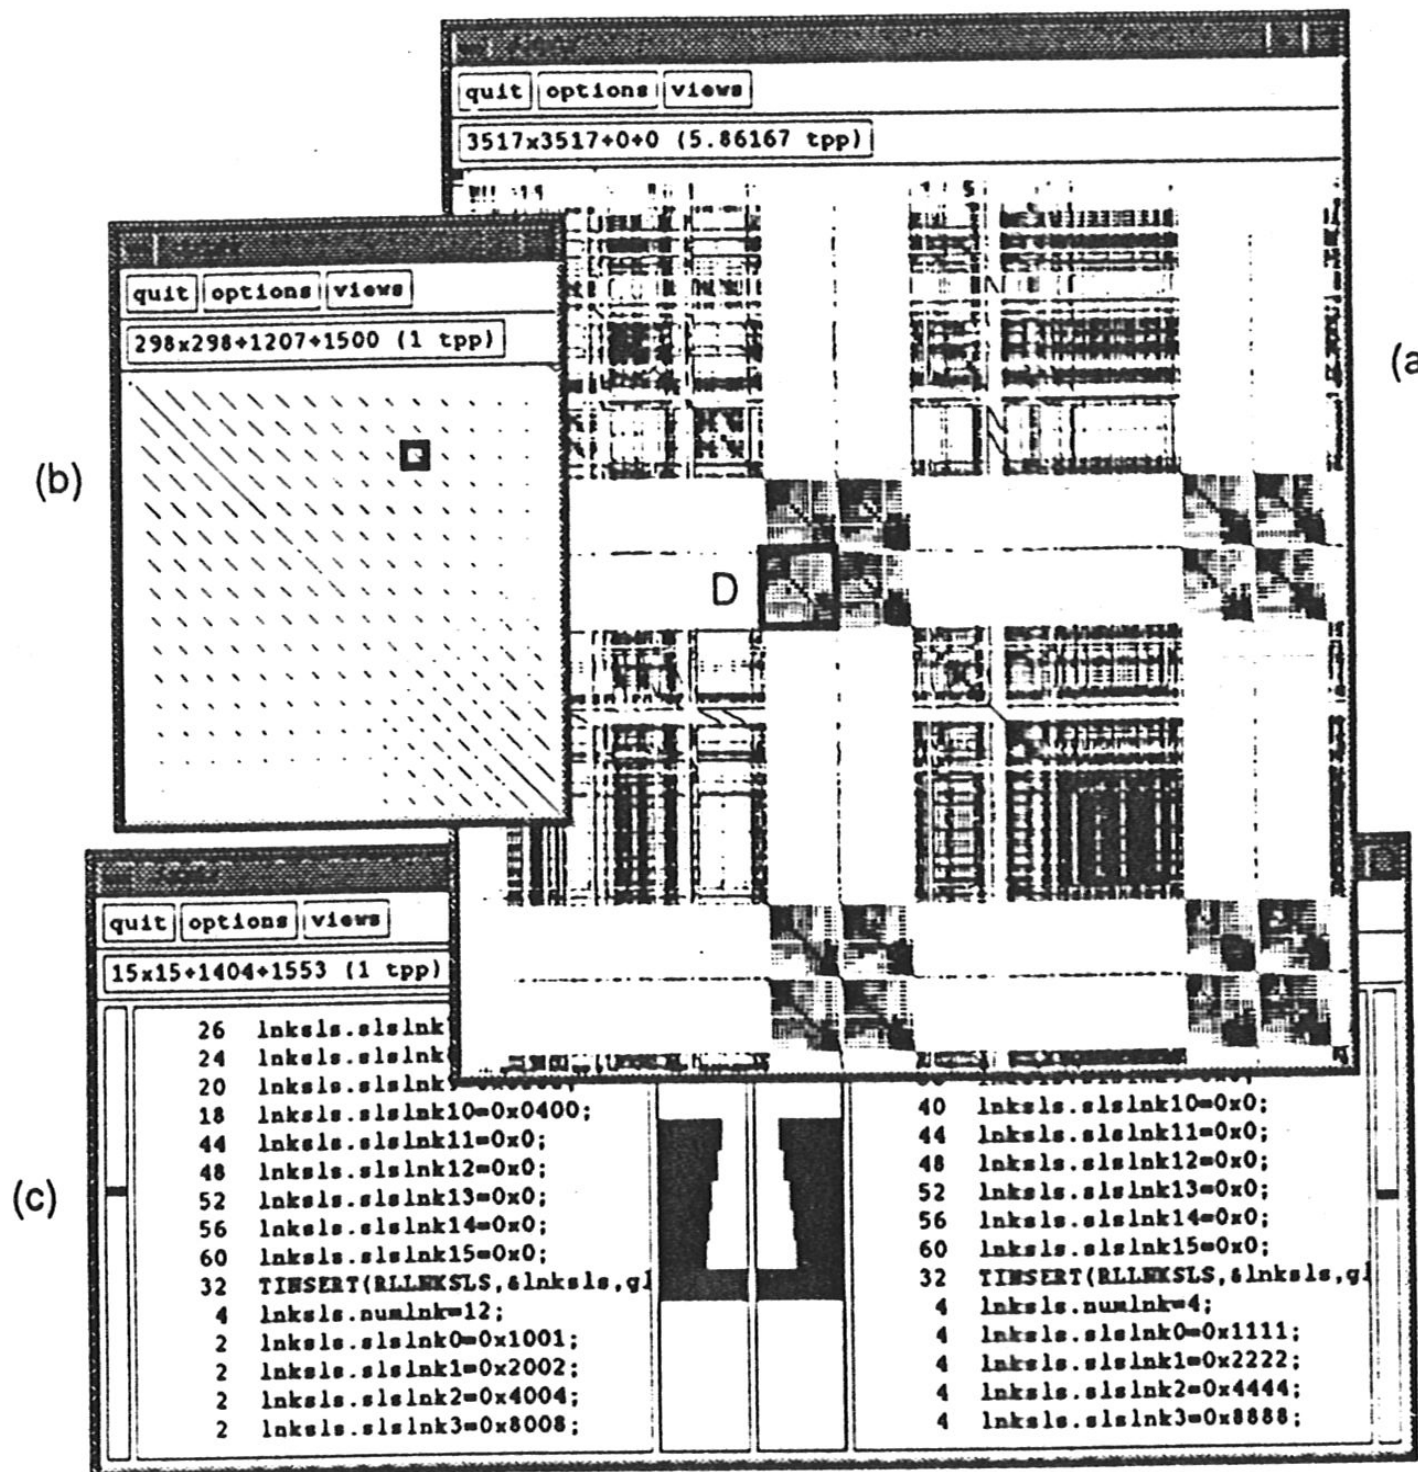 quit options views
3517x3517+0+0 (5.86167 tpp)
(a
quit options views
298x298+1207+1500 (1 tpp)
(b)
D
quit options views
15x15+1404+1553 (1 tpp)
(c)
26 lnksls.slslnk
24 lnksls.slslnk
20 lnksls.slslnk
18 lnksls.slslnk10=0x0400;
44 lnksls.slslnk11=0x0;
48 lnksls.slslnk12=0x0;
52 lnksls.slslnk13=0x0;
56 lnksls.slslnk14=0x0;
60 lnksls.slslnk15=0x0;
32 TINSERT(RLLNKSLS,&lnksls,gl
4 lnksls.numlnk=12;
2 lnksls.slslnk0=0x1001;
2 lnksls.slslnk1=0x2002;
2 lnksls.slslnk2=0x4004;
2 lnksls.slslnk3=0x8008;
40 lnksls.slslnk10=0x0;
44 lnksls.slslnk11=0x0;
48 lnksls.slslnk12=0x0;
52 lnksls.slslnk13=0x0;
56 lnksls.slslnk14=0x0;
60 lnksls.slslnk15=0x0;
32 TINSERT(RLLNKSLS,&lnksls,gl
4 lnksls.numlnk=4;
4 lnksls.slslnk0=0x1111;
4 lnksls.slslnk1=0x2222;
4 lnksls.slslnk2=0x4444;
4 lnksls.slslnk3=0x8888;